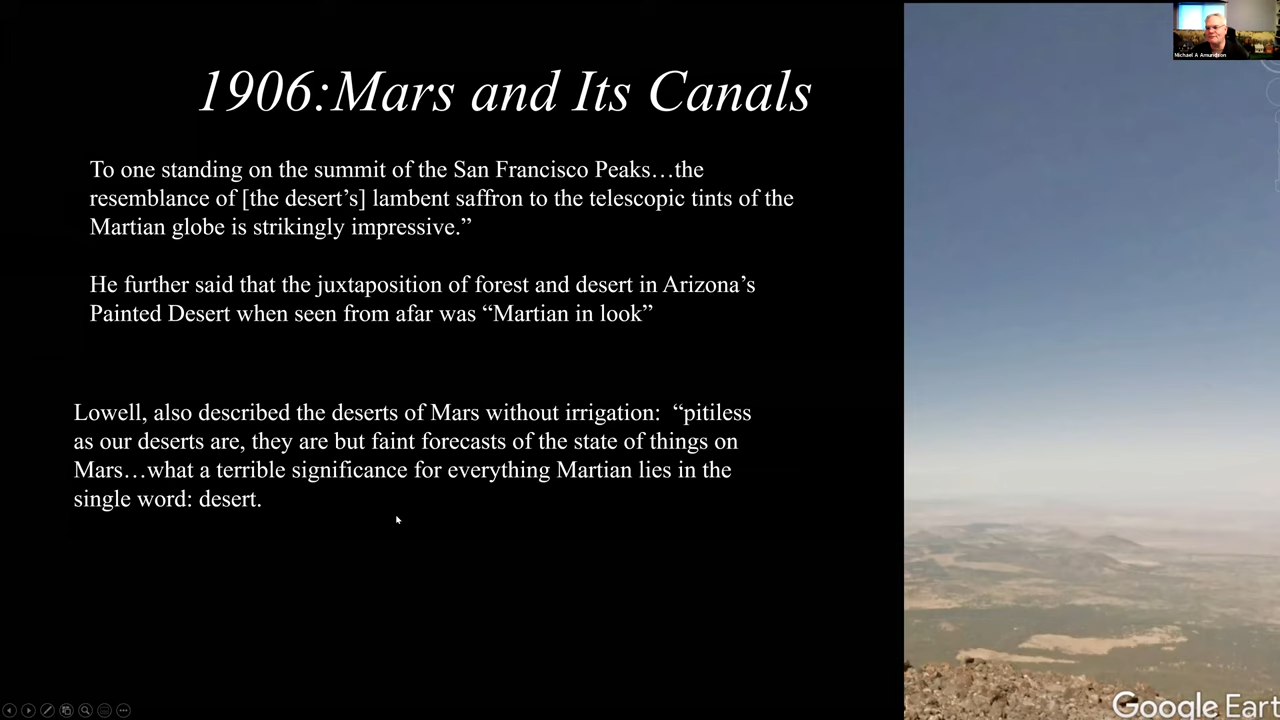 1906:Mars and Its Canals
To one standing on the summit of the San Francisco Peaks…the
resemblance of [the desert’s] lambent saffron to the telescopic tints of the
Martian globe is strikingly impressive.”
He further said that the juxtaposition of forest and desert in Arizona’s
Painted Desert when seen from afar was “Martian in look”
Lowell, also described the deserts of Mars without irrigation:  “pitiless
as our deserts are, they are but faint forecasts of the state of things on
Mars…what a terrible significance for everything Martian lies in the
single word: desert.
Michael A Amundson
Google Eart